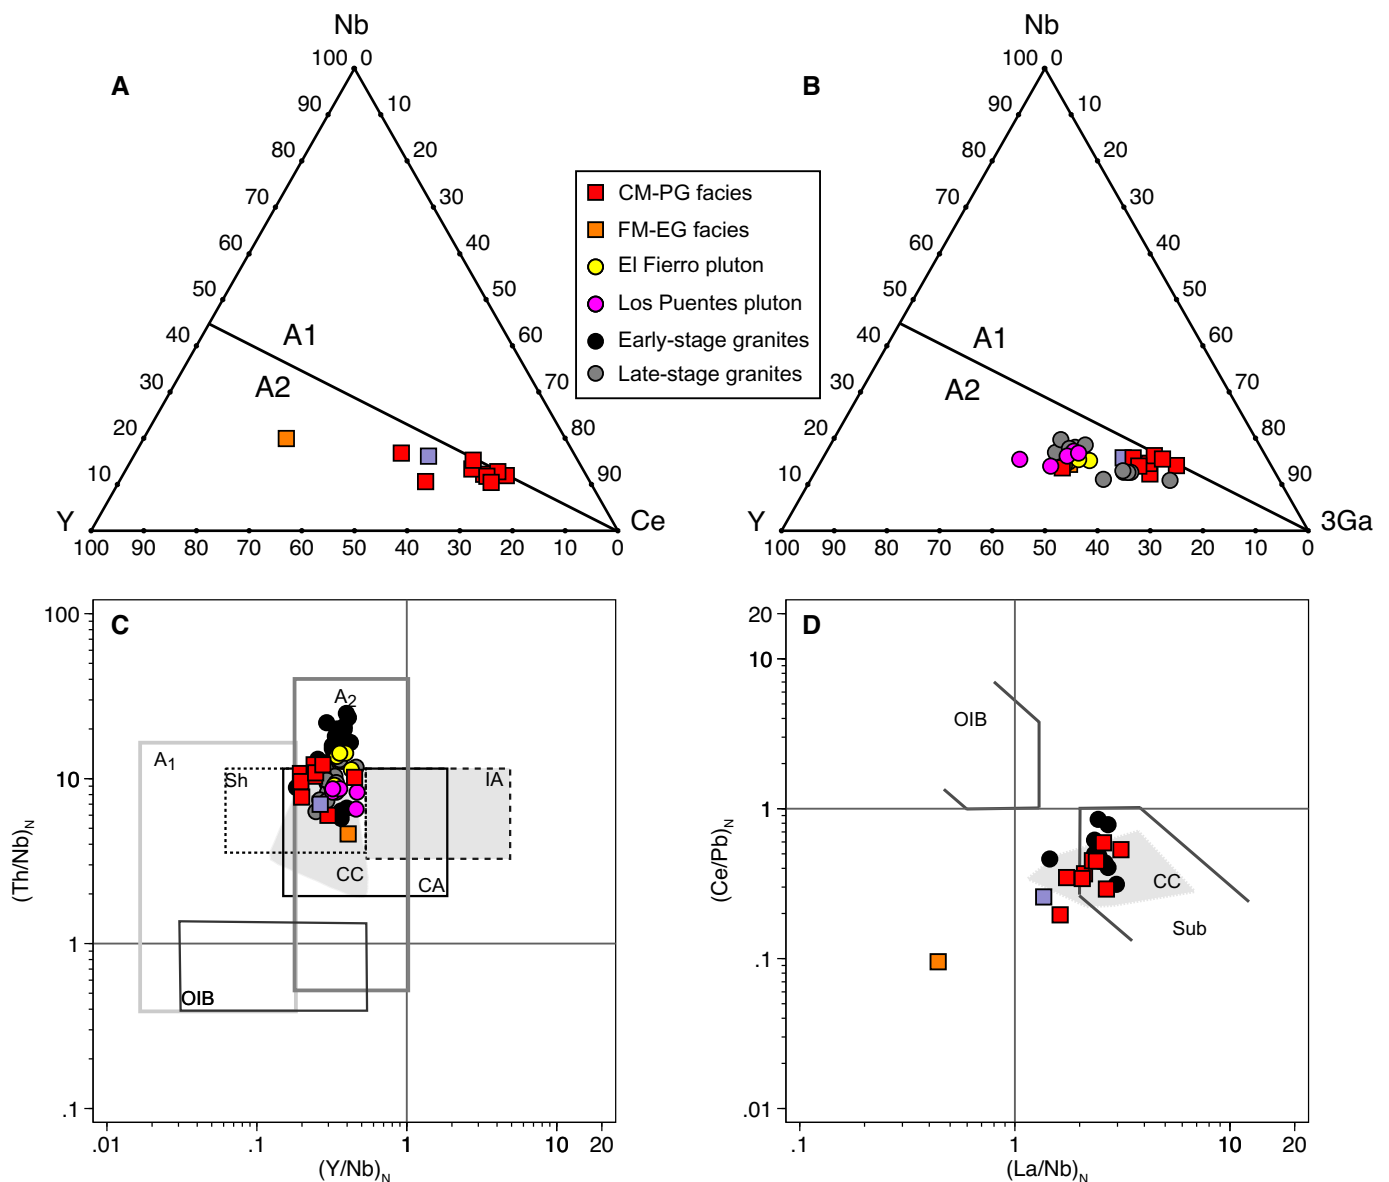 A
Nb
100 0
90 10
80 20
70 30
60 40
50 50
40 60
30 70
20 80
10 90
A1
A2
Y Ce
100 90 80 70 60 50 40 30 20 10 0
CM-PG facies
FM-EG facies
El Fierro pluton
Los Puentes pluton
Early-stage granites
Late-stage granites
B
Nb
100 0
90 10
80 20
70 30
60 40
50 50
40 60
30 70
20 80
10 90
A1
A2
Y 3Ga
100 90 80 70 60 50 40 30 20 10 0
C
100
10
1
.1
(Th/Nb)N
A2
A1
Sh
IA
CC
CA
OIB
.01 .1 1 10 20
(Y/Nb)N
D
20
10
1
.1
.01
(Ce/Pb)N
OIB
CC
Sub
.1 1 10 20
(La/Nb)N